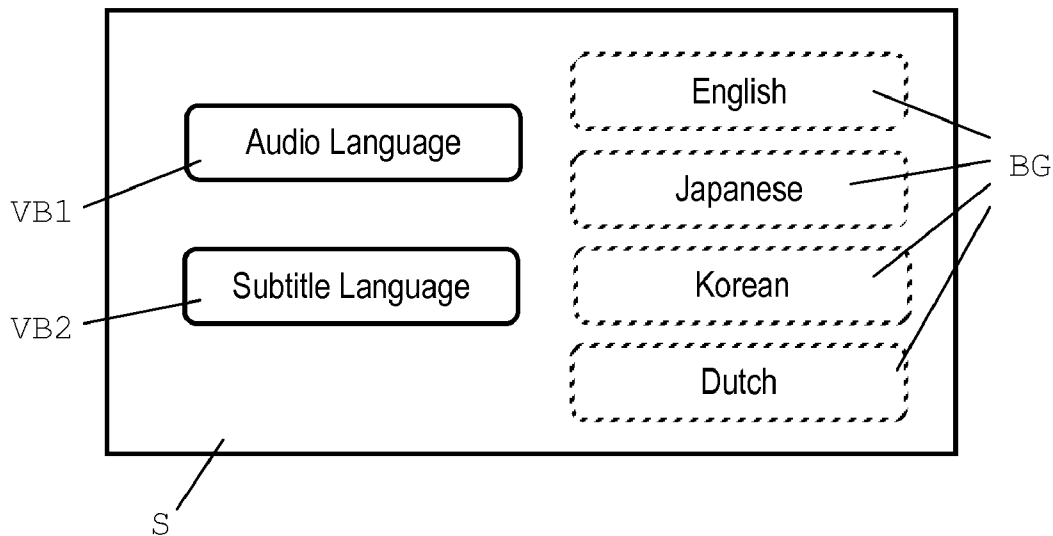 English
Audio Language
Japanese
BG
VB1
Subtitle Language
Korean
VB2
Dutch
S